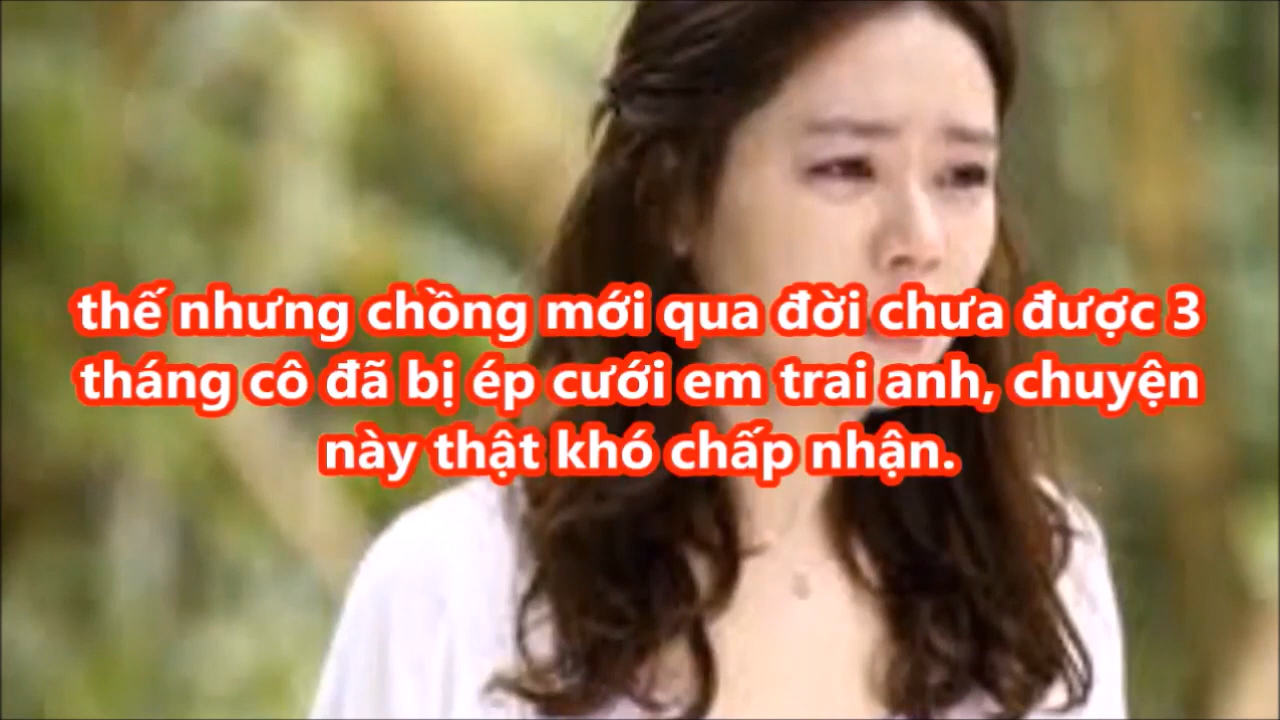 thế nhưng chồng mới qua đời chưa được 3
tháng cô đã bị ép cưới em trai anh, chuyện
này thật khó chấp nhận.